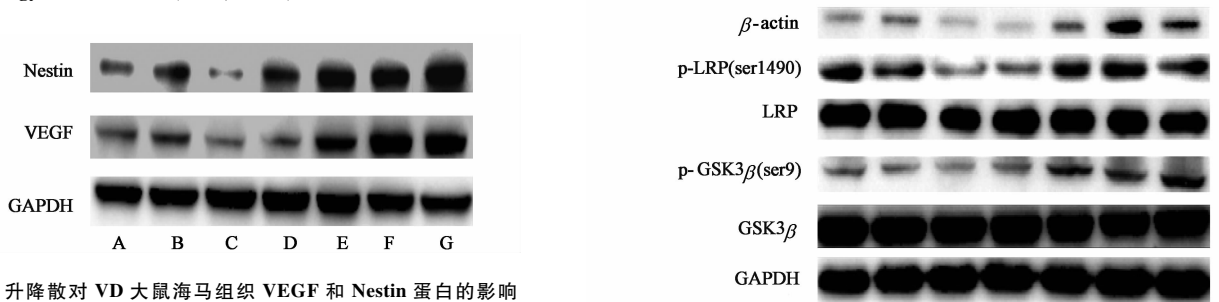 Nestin
VEGF
GAPDH
A B C D E F G
升降散对 VD 大鼠海马组织 VEGF 和 Nestin 蛋白的影响
β-actin
p-LRP(ser1490)
LRP
p-GSK3β(ser9)
GSK3β
GAPDH